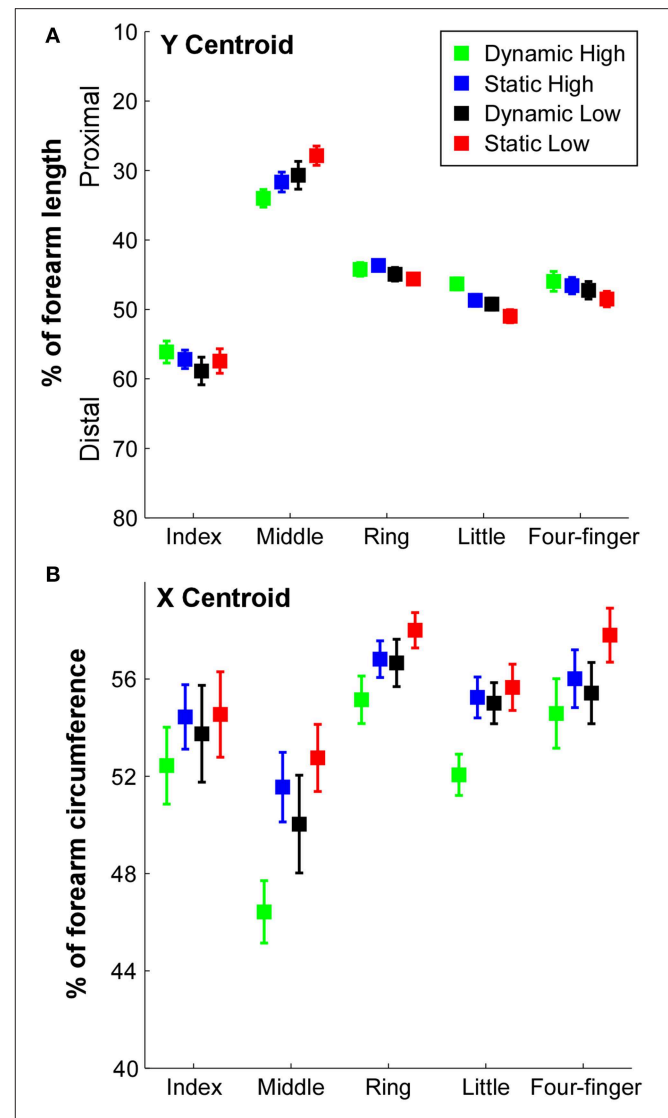 A
Y Centroid
Dynamic High
Static High
Dynamic Low
Static Low
% of forearm length
Proximal
Distal
10
20
30
40
50
60
70
80
Index Middle Ring Little Four-finger
B
X Centroid
% of forearm circumference
56
52
48
44
40
Index Middle Ring Little Four-finger